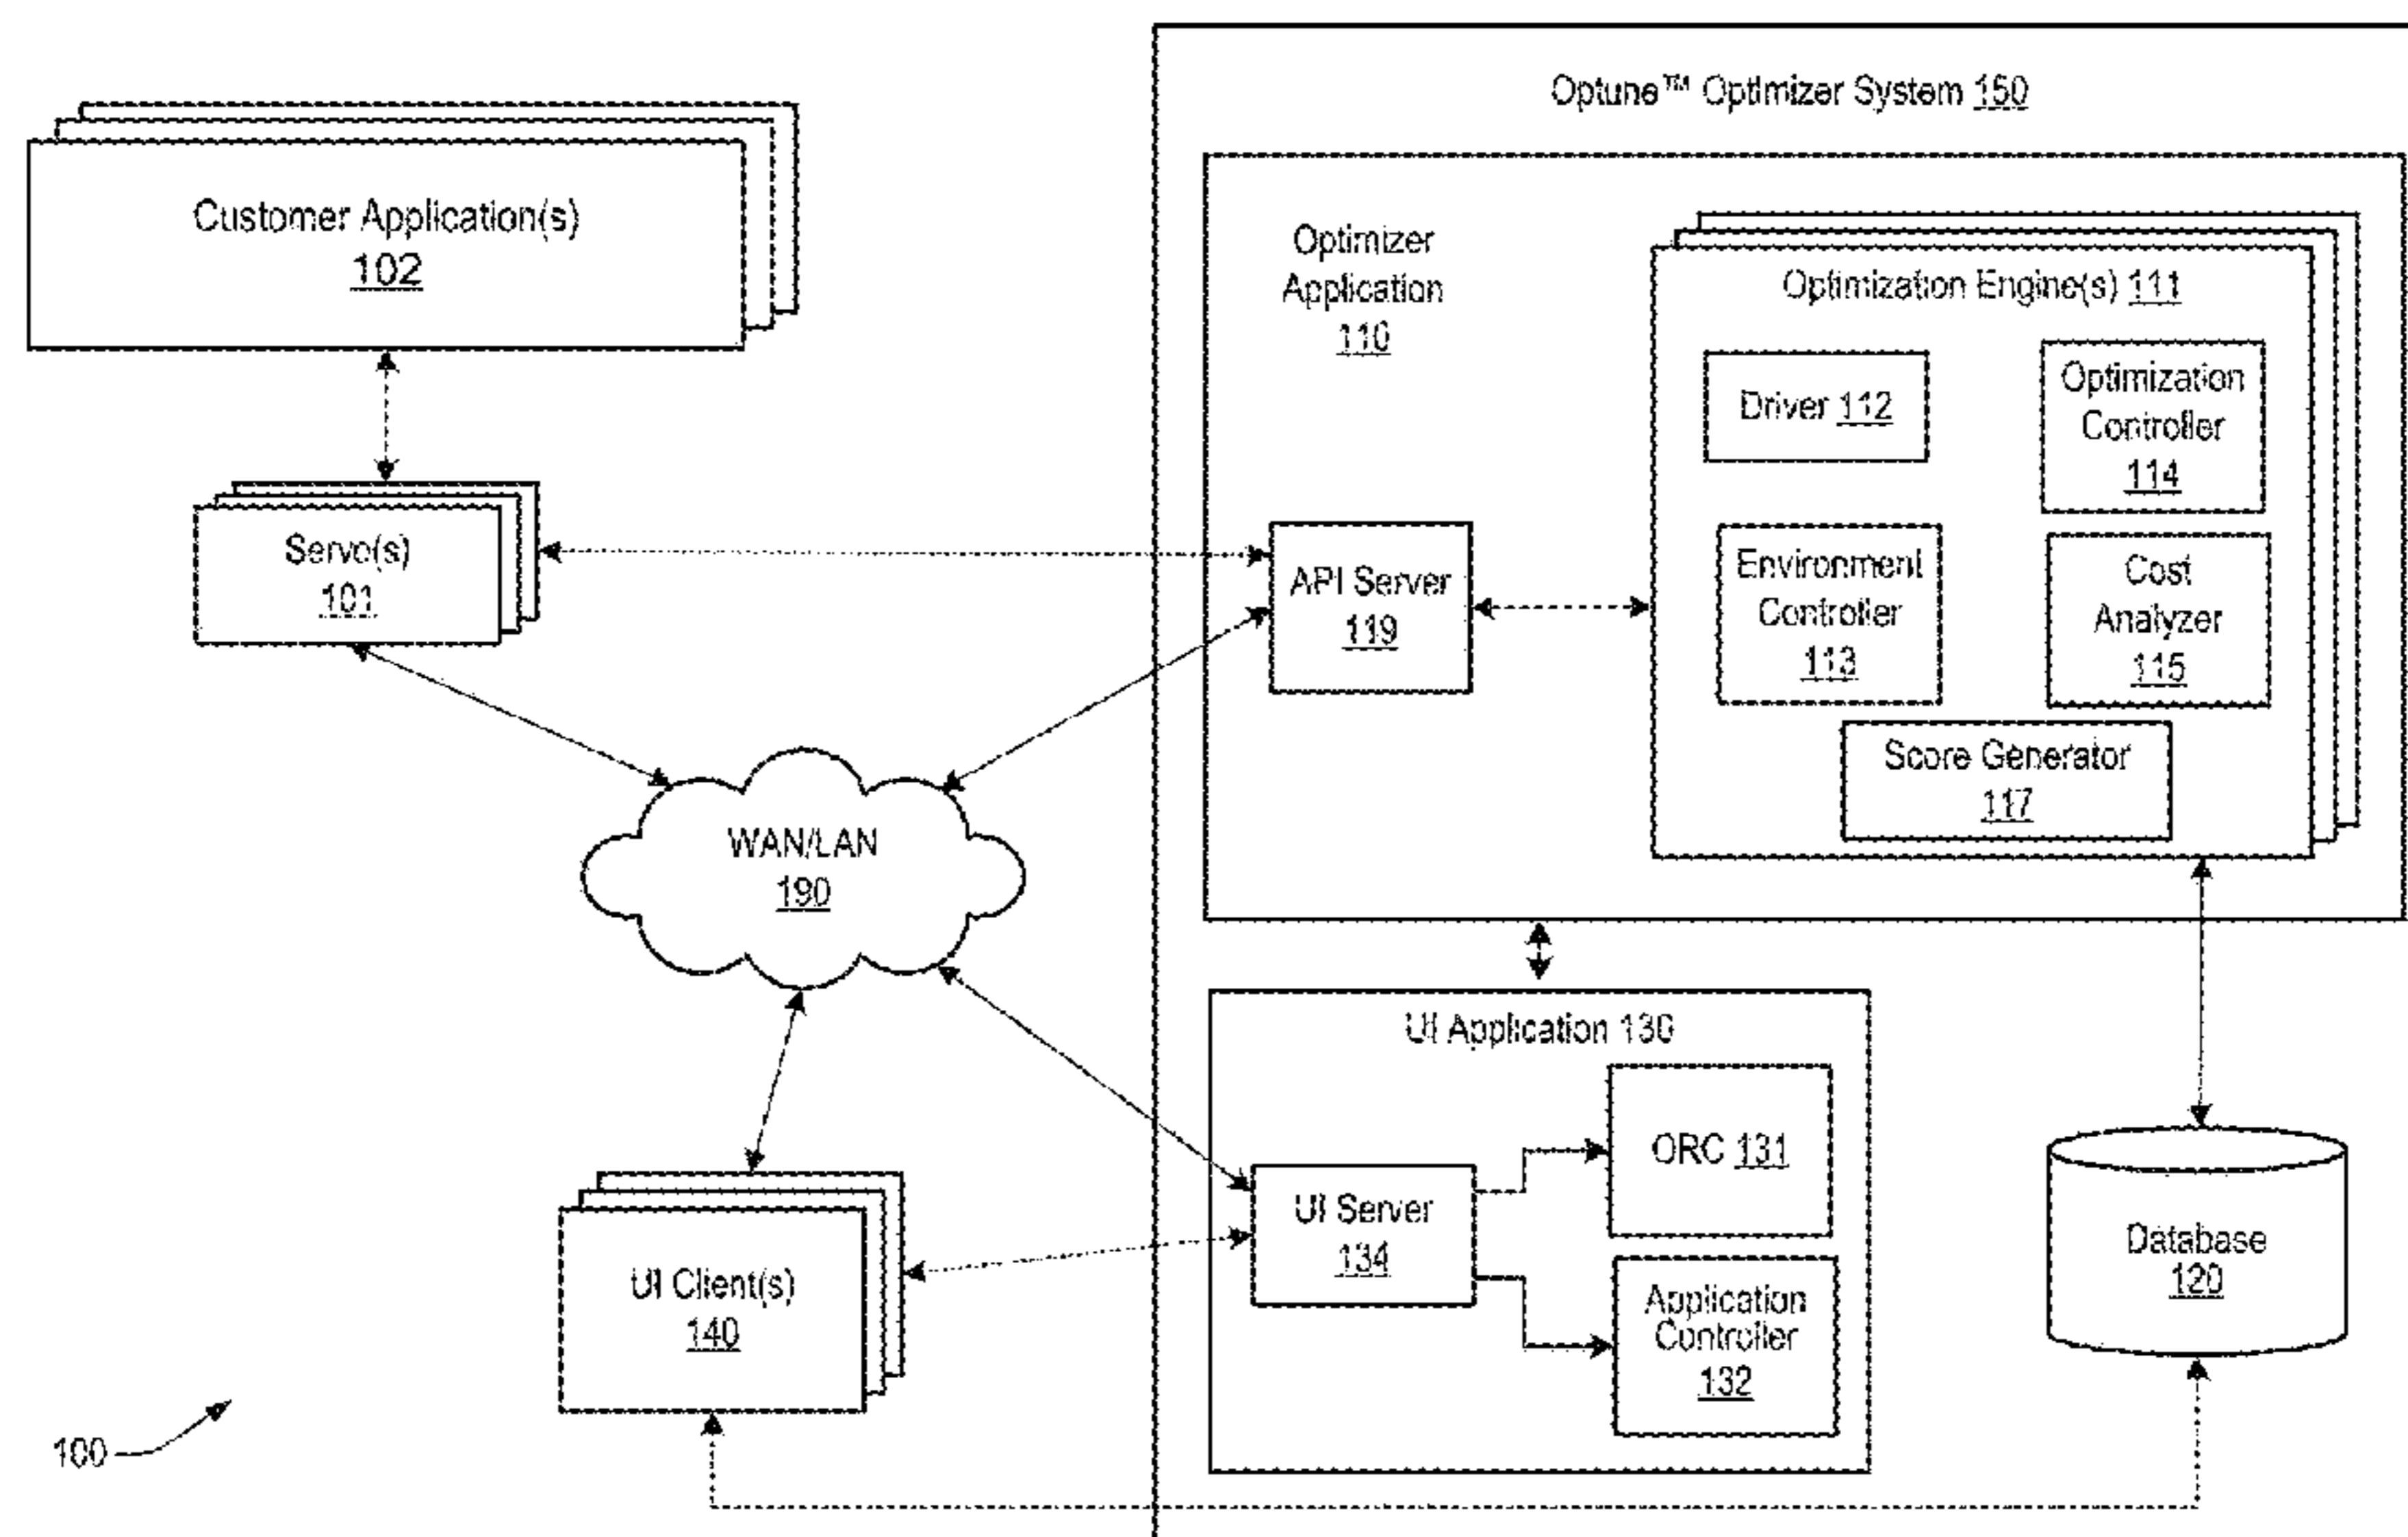 Optune™ Optimizer System 150
Customer Application(s)
102
Optimizer
Application
110
Optimization Engine(s) 111
Driver 112
Optimization
Controller
114
Servo(s)
101
API Server
119
Environment
Controller
113
Cost
Analyzer
115
Score Generator
117
WAN/LAN
190
UI Application 130
ORC 131
UI Server
134
UI Client(s)
140
Application
Controller
132
Database
120
100